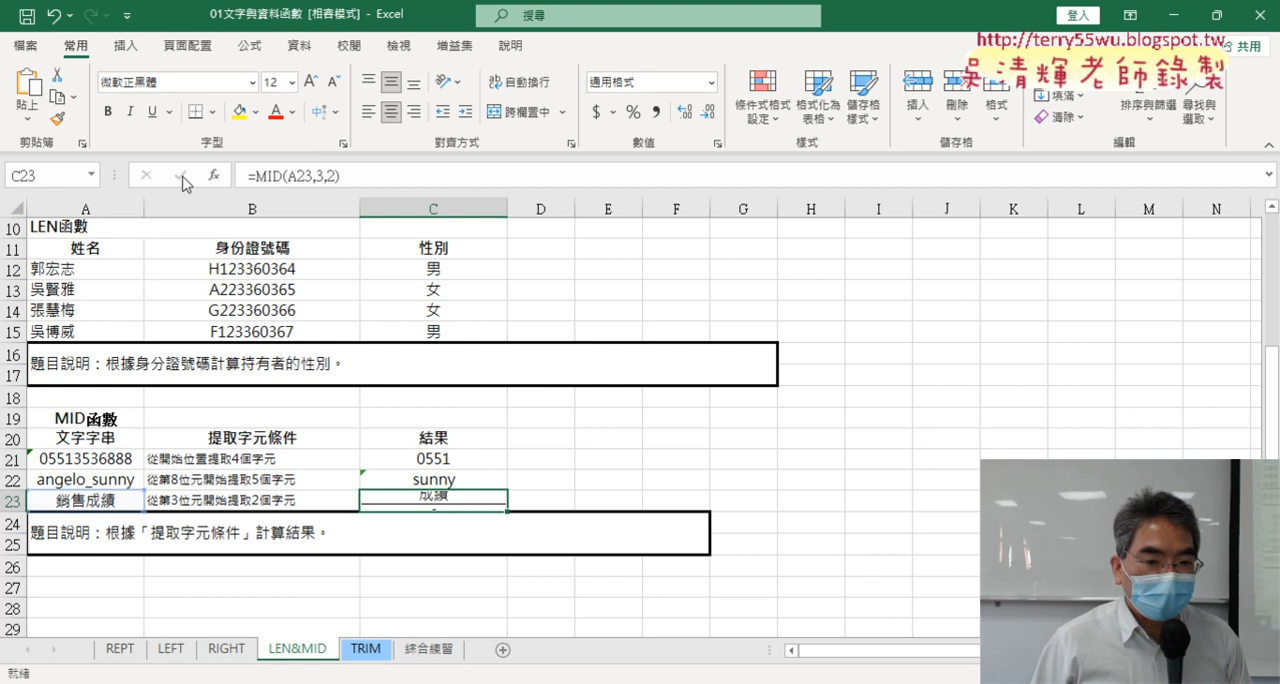 01文字與資料函數 [相容模式] - Excel
搜尋
登入
http://terry55wu.blogspot.tw
吳清輝老師錄製
檔案 常用 插入 頁面配置 公式 資料 校閱 檢視 增益集 說明 共用
貼上
微軟正黑體 12
B I U
自動換行
跨欄置中
通用格式
$ % 9
條件式格式設定
格式化為表格
儲存格樣式
插入 刪除 格式
填滿
清除
排序與篩選 尋找與選取
剪貼簿 字型 對齊方式 數值 樣式 儲存格 編輯
C23 fx =MID(A23,3,2)
A B C D E F G H I J K L M N
10 LEN函數
11 姓名 身份證號碼 性別
12 郭宏志 H123360364 男
13 吳賢雅 A223360365 女
14 張慧梅 G223360366 女
15 吳博威 F123360367 男
16
題目說明：根據身分證號碼計算持有者的性別。
17
18
19 MID函數
20 文字字串 提取字元條件 結果
21 05513536888 從開始位置提取4個字元 0551
22 angelo_sunny 從第8位元開始提取5個字元 sunny
23 銷售成績 從第3位元開始提取2個字元 成績
24
題目說明：根據「提取字元條件」計算結果。
25
26
27
28
29
REPT LEFT RIGHT LEN&MID TRIM 綜合練習
就緒